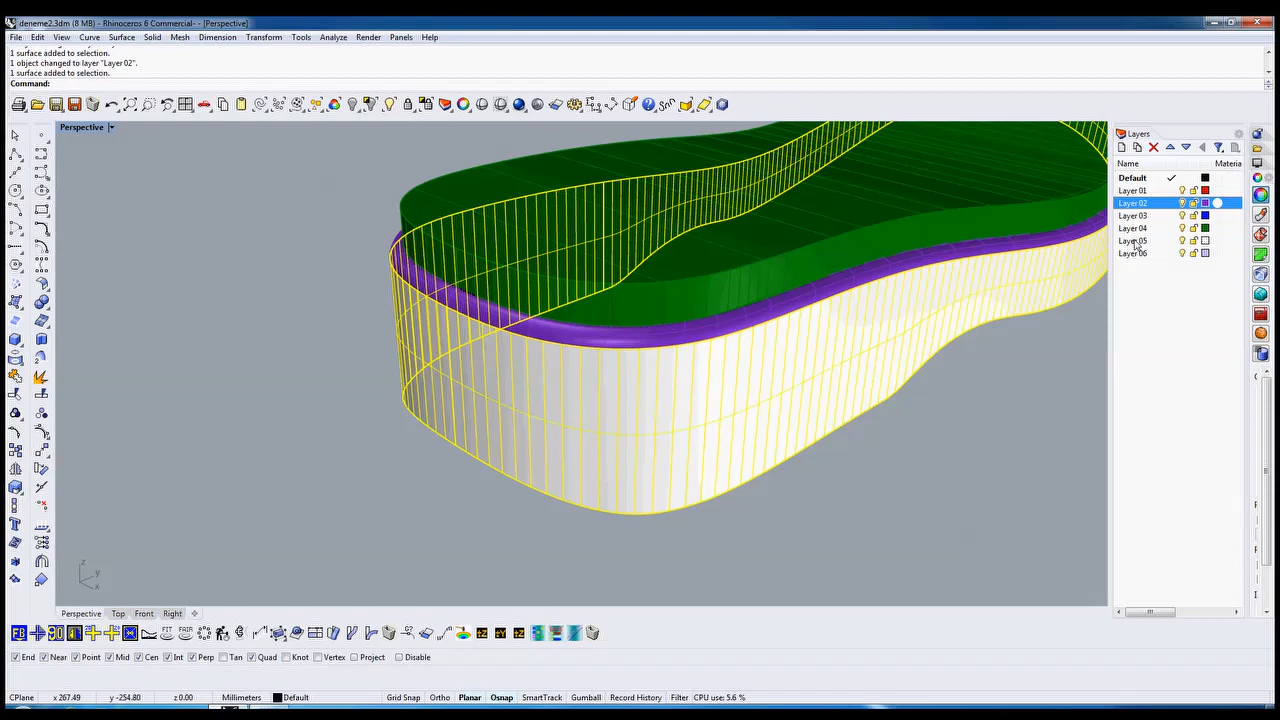 deneme2.3dm (8 MB) - Rhinoceros 6 Commercial- - [Perspective]
File Edit View Curve Surface Solid Mesh Dimension Transform Tools Analyze Render Panels Help
1 surface added to selection.
1 object changed to layer "Layer 02".
1 surface added to selection.
Command:
Perspective
Layers
Name Materia
Default
Layer 01
Layer 02
Layer 03
Layer 04
Layer 05
Layer 06
z
y
x
Perspective Top Front Right
End Near Point Mid Cen Int Perp Tan Quad Knot Vertex Project Disable
CPlane x 267.49 y -254.80 z 0.00 Millimeters Default Grid Snap Ortho Planar Osnap SmartTrack Gumball Record History Filter CPU use: 5.6 %